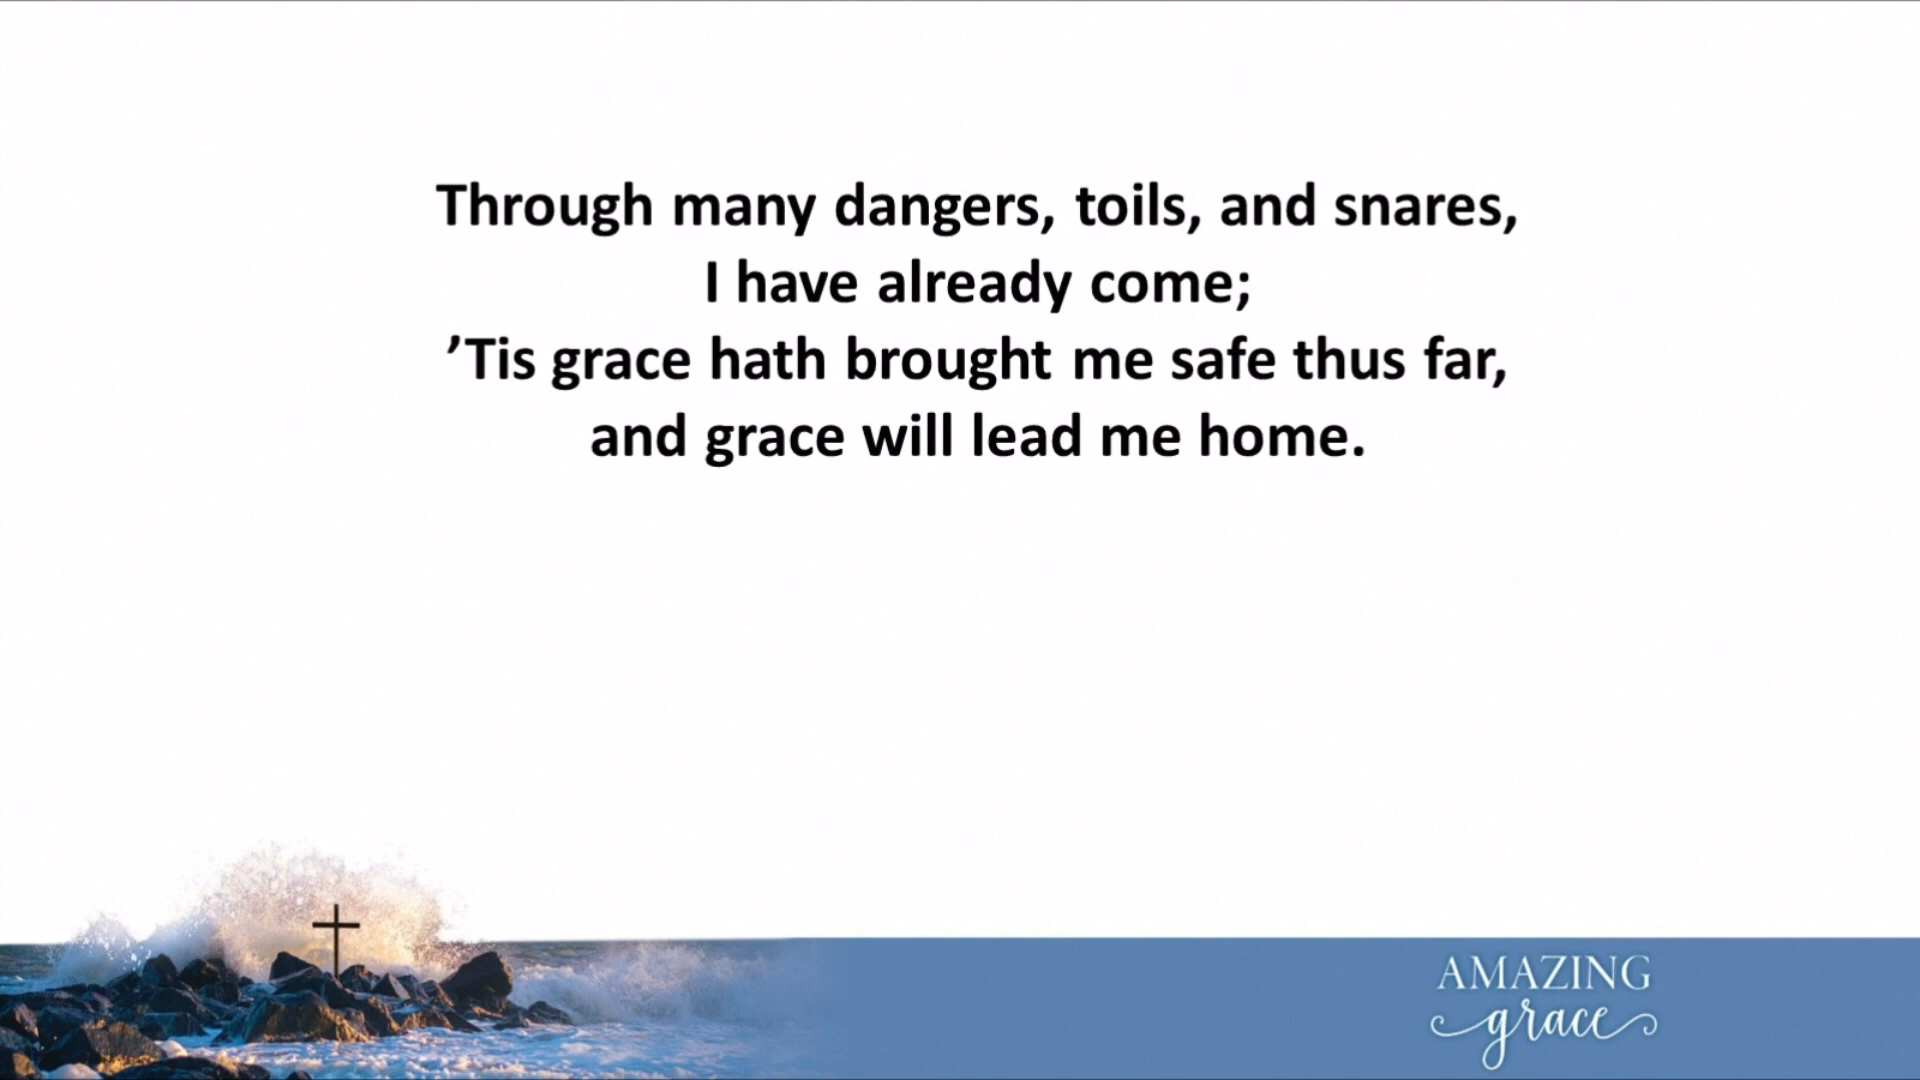 Through many dangers, toils, and snares,
I have already come;
’Tis grace hath brought me safe thus far,
and grace will lead me home.
AMAZING
grace